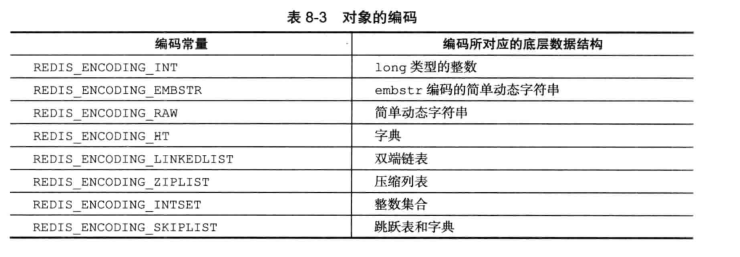 表 8-3 对象的编码
编码常量 编码所对应的底层数据结构
REDIS_ENCODING_INT long 类型的整数
REDIS_ENCODING_EMBSTR embstr 编码的简单动态字符串
REDIS_ENCODING_RAW 简单动态字符串
REDIS_ENCODING_HT 字典
REDIS_ENCODING_LINKEDLIST 双端链表
REDIS_ENCODING_ZIPLIST 压缩列表
REDIS_ENCODING_INTSET 整数集合
REDIS_ENCODING_SKIPLIST 跳跃表和字典